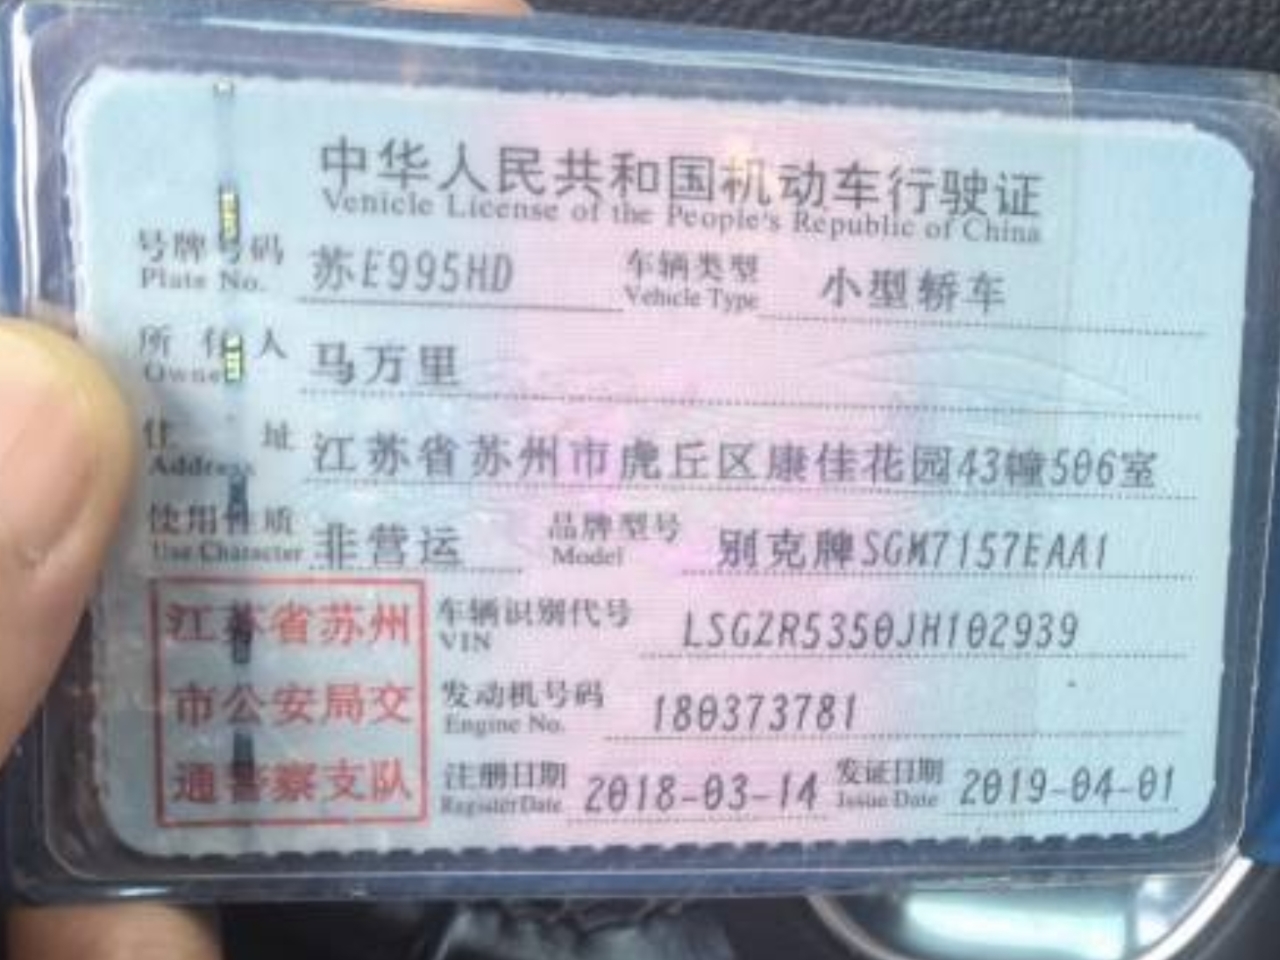 中华人民共和国机动车行驶证
Vehicle License of the People's Republic of China
号牌号码 苏E995HD 车辆类型 小型轿车
Plate No. Vehicle Type
所有人 马万里
Owner
住址 江苏省苏州市虎丘区康佳花园43幢506室
Address
使用性质 非营运 品牌型号 别克牌SGM7157EAA1
Use Character Model
江苏省苏州 车辆识别代号 LSGZR5350JH102939
VIN
市公安局交 发动机号码 180373781
Engine No.
通警察支队 注册日期 2018-03-14 发证日期 2019-04-01
Register Date Issue Date